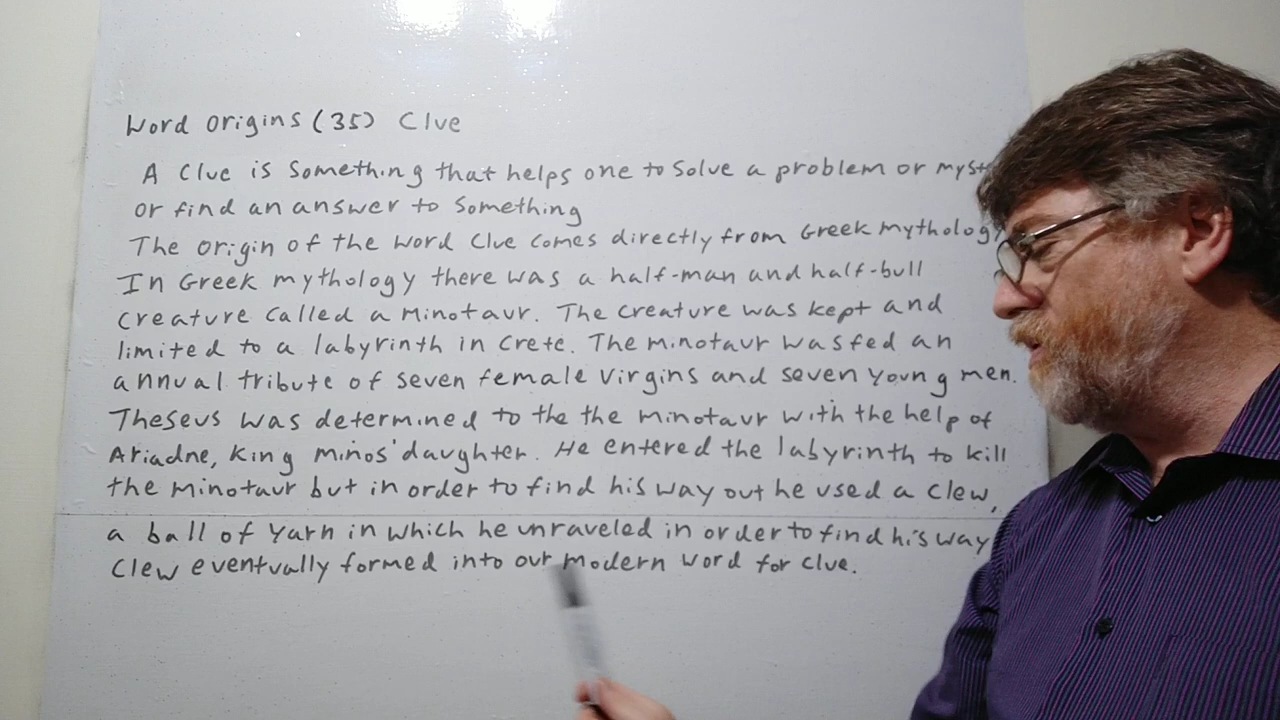 Word Origins (35) Clue
A Clue is something that helps one to solve a problem or myst
or find an answer to something
The origin of the word Clue comes directly from Greek mytholog
In Greek mythology there was a half-man and half-bull
creature called a Minotaur. The creature was kept and
limited to a labyrinth in Crete. The minotaur was fed an
annual tribute of seven female virgins and seven young men.
Theseus was determined to the the minotaur with the help of
Ariadne, King Minos' daughter. He entered the labyrinth to kill
the minotaur but in order to find his way out he used a clew,
a ball of yarn in which he unraveled in order to find his way
Clew eventually formed into our modern word for clue.